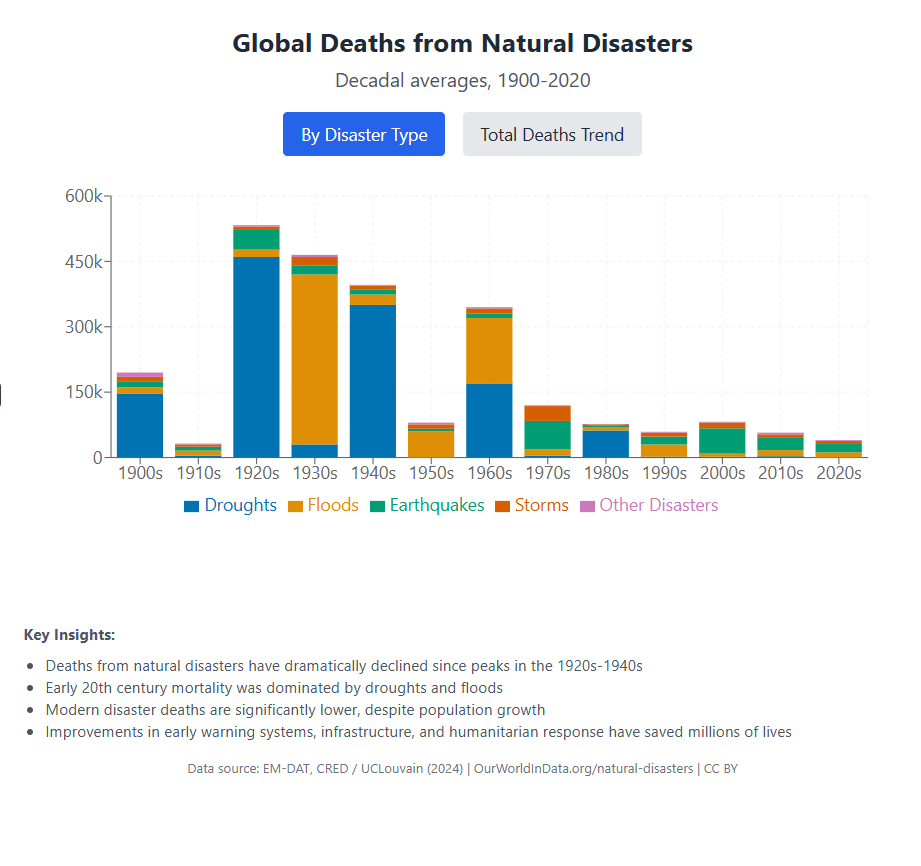 Global Deaths from Natural Disasters
Decadal averages, 1900-2020
By Disaster Type Total Deaths Trend
600k
450k
300k
150k
0
1900s 1910s 1920s 1930s 1940s 1950s 1960s 1970s 1980s 1990s 2000s 2010s 2020s
Droughts Floods Earthquakes Storms Other Disasters
Key Insights:
• Deaths from natural disasters have dramatically declined since peaks in the 1920s-1940s
• Early 20th century mortality was dominated by droughts and floods
• Modern disaster deaths are significantly lower, despite population growth
• Improvements in early warning systems, infrastructure, and humanitarian response have saved millions of lives
Data source: EM-DAT, CRED / UCLouvain (2024) | OurWorldInData.org/natural-disasters | CC BY